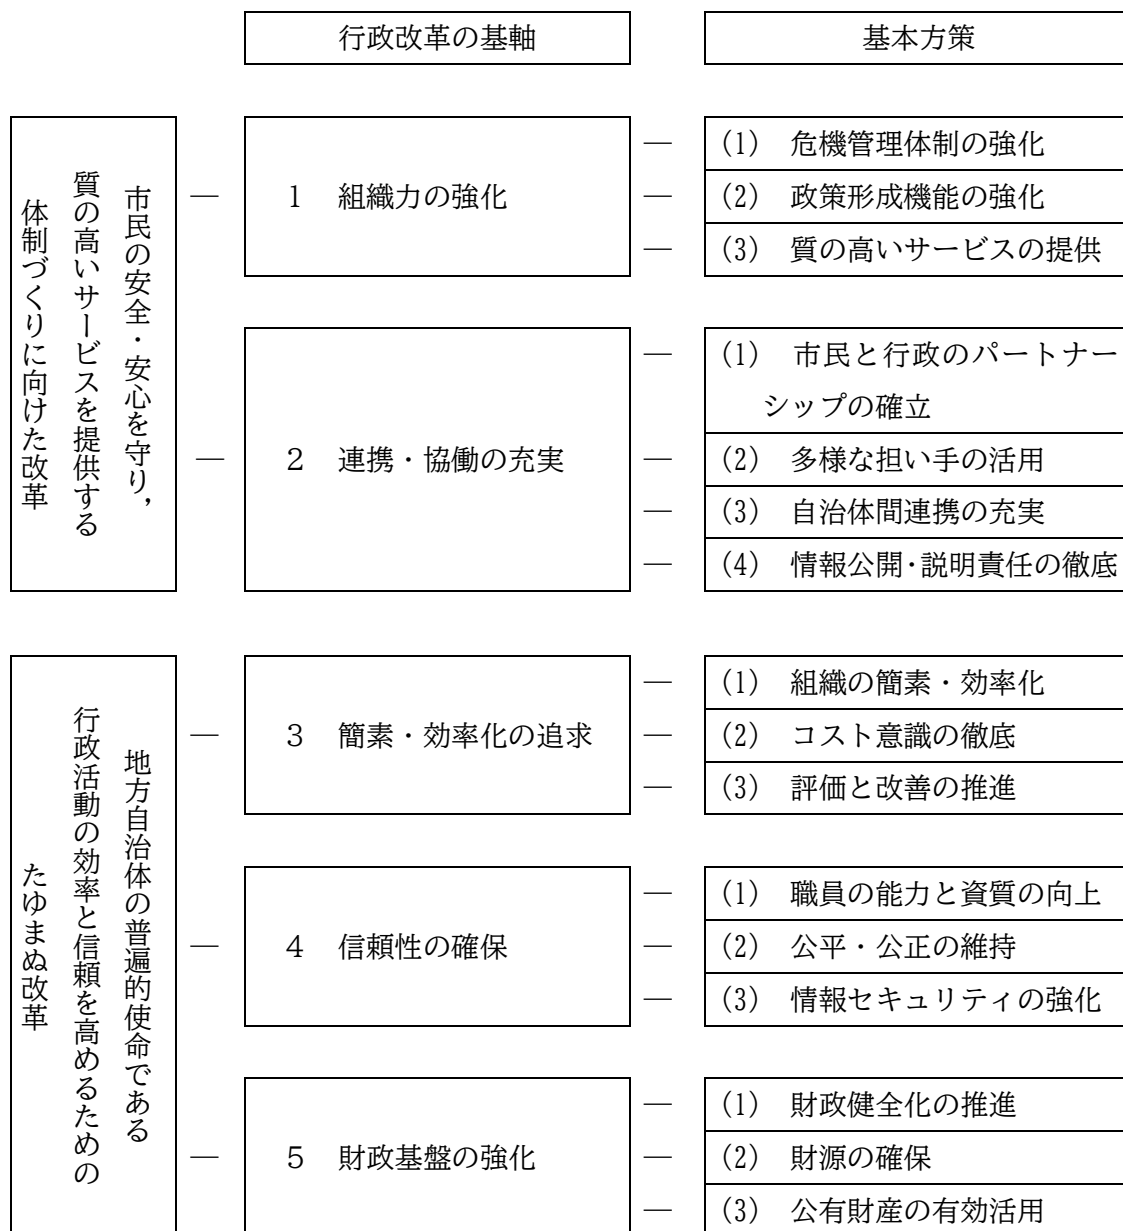 行政改革の基軸
基本方策
市民の安全・安心を守り,
質の高いサービスを提供する
体制づくりに向けた改革
1 組織力の強化
(1) 危機管理体制の強化
(2) 政策形成機能の強化
(3) 質の高いサービスの提供
2 連携・協働の充実
(1) 市民と行政のパートナー
シップの確立
(2) 多様な担い手の活用
(3) 自治体間連携の充実
(4) 情報公開・説明責任の徹底
地方自治体の普遍的使命である
行政活動の効率と信頼を高めるための
たゆまぬ改革
3 簡素・効率化の追求
(1) 組織の簡素・効率化
(2) コスト意識の徹底
(3) 評価と改善の推進
4 信頼性の確保
(1) 職員の能力と資質の向上
(2) 公平・公正の維持
(3) 情報セキュリティの強化
5 財政基盤の強化
(1) 財政健全化の推進
(2) 財源の確保
(3) 公有財産の有効活用